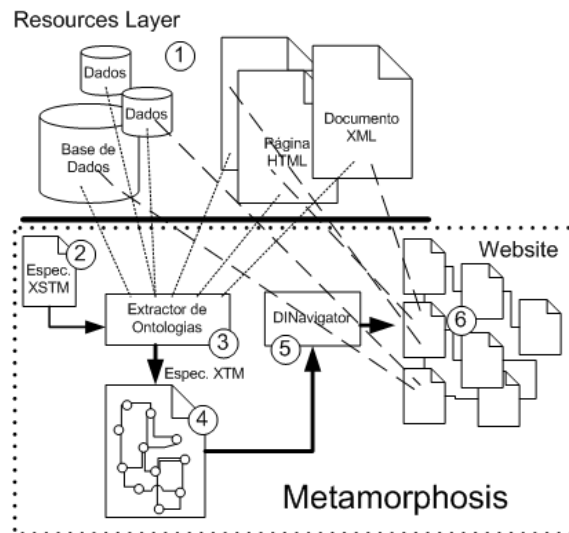 Resources Layer
1
Dados
Dados
Base de
Dados
Página
HTML
Documento
XML
2
Espec.
XSTM
Extractor de
Ontologias
3
DINavigator
5
Website
6
Espec. XTM
4
Metamorphosis